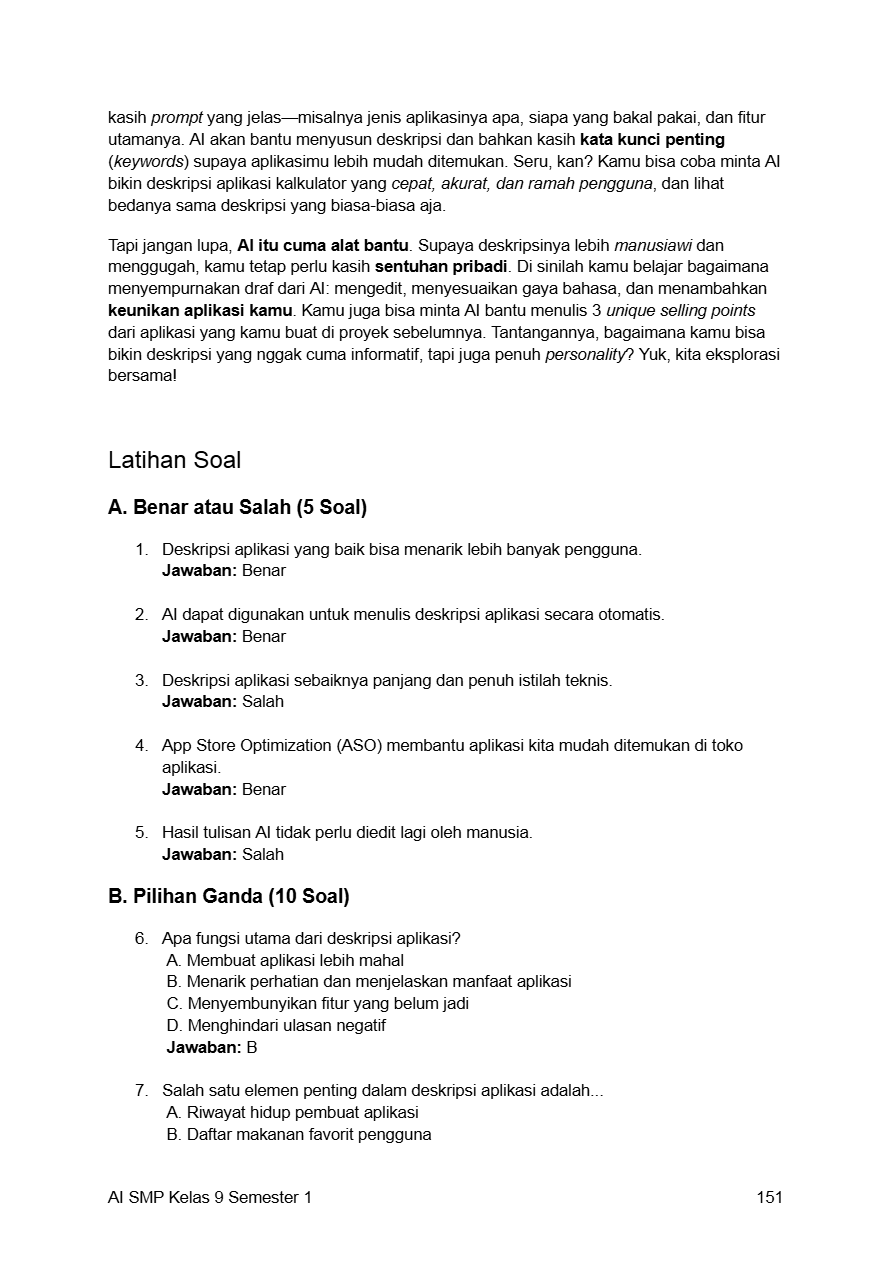 kasih prompt yang jelas—misalnya jenis aplikasinya apa, siapa yang bakal pakai, dan fitur
utamanya. AI akan bantu menyusun deskripsi dan bahkan kasih kata kunci penting
(keywords) supaya aplikasimu lebih mudah ditemukan. Seru, kan? Kamu bisa coba minta AI
bikin deskripsi aplikasi kalkulator yang cepat, akurat, dan ramah pengguna, dan lihat
bedanya sama deskripsi yang biasa-biasa aja.
Tapi jangan lupa, AI itu cuma alat bantu. Supaya deskripsinya lebih manusiawi dan
menggugah, kamu tetap perlu kasih sentuhan pribadi. Di sinilah kamu belajar bagaimana
menyempurnakan draf dari AI: mengedit, menyesuaikan gaya bahasa, dan menambahkan
keunikan aplikasi kamu. Kamu juga bisa minta AI bantu menulis 3 unique selling points
dari aplikasi yang kamu buat di proyek sebelumnya. Tantangannya, bagaimana kamu bisa
bikin deskripsi yang nggak cuma informatif, tapi juga penuh personality? Yuk, kita eksplorasi
bersama!
Latihan Soal
A. Benar atau Salah (5 Soal)
1. Deskripsi aplikasi yang baik bisa menarik lebih banyak pengguna.
Jawaban: Benar
2. AI dapat digunakan untuk menulis deskripsi aplikasi secara otomatis.
Jawaban: Benar
3. Deskripsi aplikasi sebaiknya panjang dan penuh istilah teknis.
Jawaban: Salah
4. App Store Optimization (ASO) membantu aplikasi kita mudah ditemukan di toko
aplikasi.
Jawaban: Benar
5. Hasil tulisan AI tidak perlu diedit lagi oleh manusia.
Jawaban: Salah
B. Pilihan Ganda (10 Soal)
6. Apa fungsi utama dari deskripsi aplikasi?
A. Membuat aplikasi lebih mahal
B. Menarik perhatian dan menjelaskan manfaat aplikasi
C. Menyembunyikan fitur yang belum jadi
D. Menghindari ulasan negatif
Jawaban: B
7. Salah satu elemen penting dalam deskripsi aplikasi adalah...
A. Riwayat hidup pembuat aplikasi
B. Daftar makanan favorit pengguna
AI SMP Kelas 9 Semester 1 151